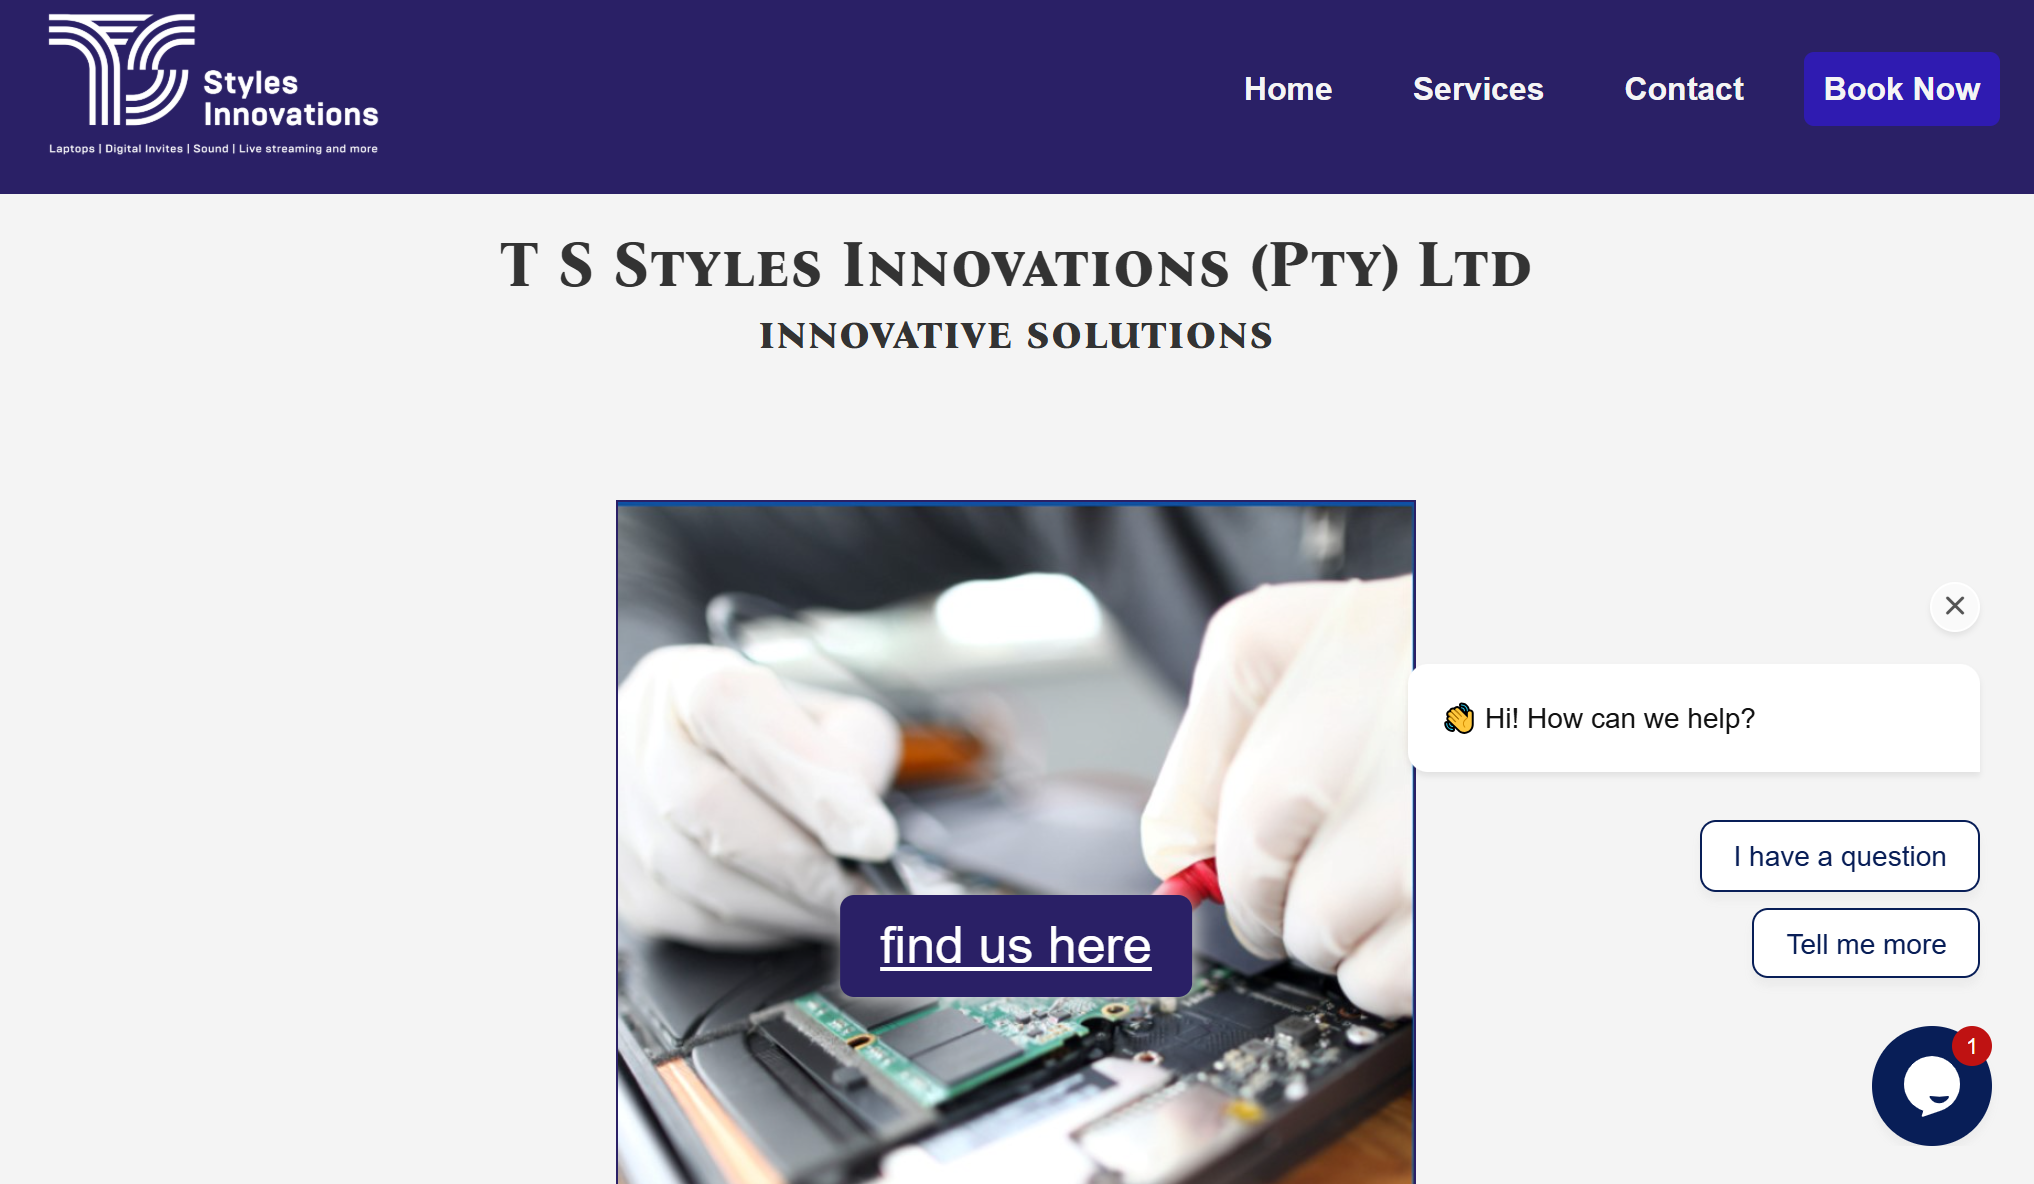 Styles
Innovations
Laptops | Digital Invites | Sound | Live streaming and more
Home
Services
Contact
Book Now
T S Styles Innovations (Pty) Ltd
innovative solutions
👋 Hi! How can we help?
I have a question
find us here
Tell me more
1